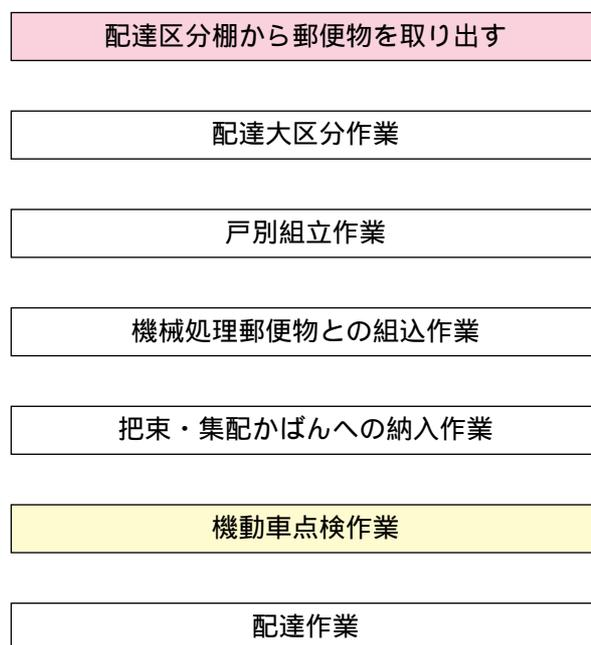 配達区分棚から郵便物を取り出す
配達大区分作業
戸別組立作業
機械処理郵便物との組込作業
把束・集配かばんへの納入作業
機動車点検作業
配達作業